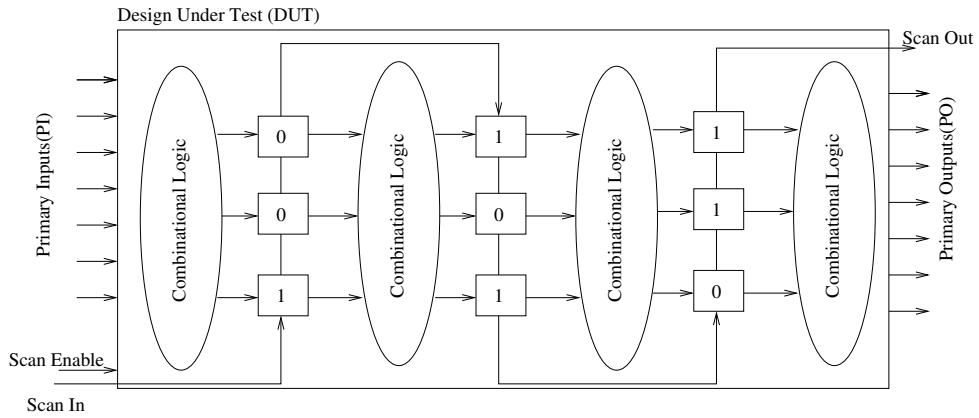 Design Under Test (DUT)
Scan Out
Primary Inputs(PI)
Combinational Logic
Combinational Logic
Combinational Logic
Combinational Logic
Primary Outputs(PO)
0 1 1
0 0 1
1 1 0
Scan Enable
Scan In